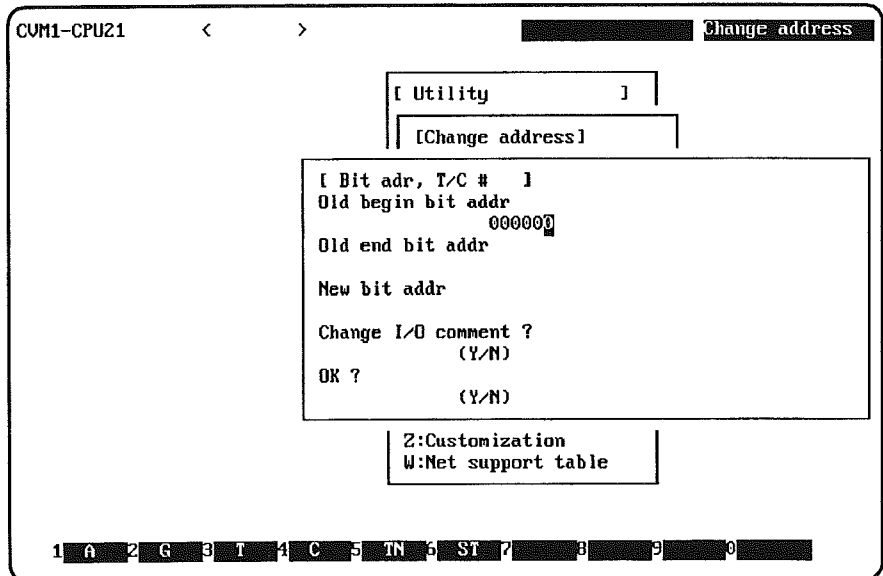 CVM1-CPU21 < > Change address
[ Utility ]
[Change address]
[ Bit adr, T/C # ]
Old begin bit addr
000000
Old end bit addr
New bit addr
Change I/O comment ?
(Y/N)
OK ?
(Y/N)
Z:Customization
W:Net support table
1 A 2 G 3 T 4 C 5 TN 6 ST 7 8 9 0